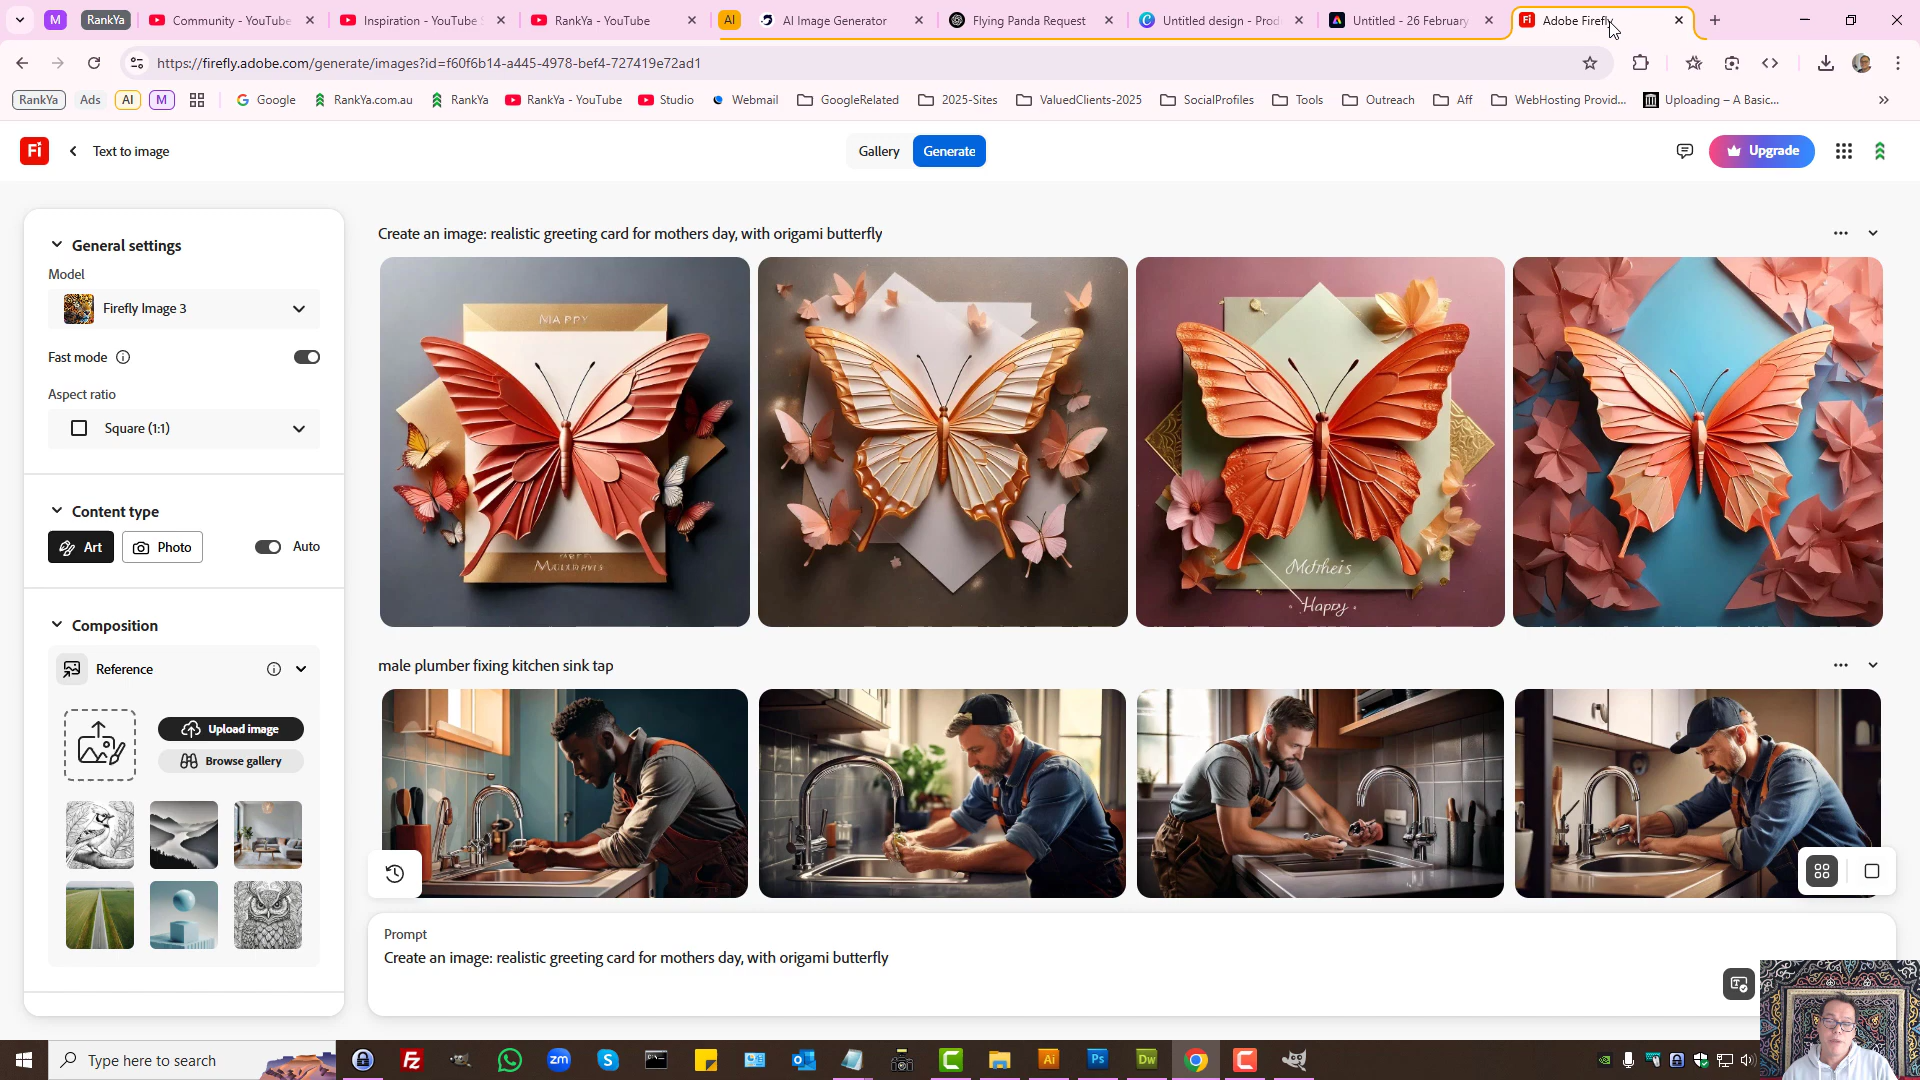 M
RankYa
Community - YouTube
Inspiration - YouTube S
RankYa - YouTube
AI
AI Image Generator
Flying Panda Request
Untitled design - Prod
Untitled - 26 February
Fi
Adobe Firefly
https://firefly.adobe.com/generate/images?id=f60f6b14-a445-4978-bef4-727419e72ad1
RankYa
Ads
AI
M
Google
RankYa.com.au
RankYa
RankYa - YouTube
Studio
Webmail
GoogleRelated
2025-Sites
ValuedClients-2025
SocialProfiles
Tools
Outreach
Aff
WebHosting Provid...
Uploading – A Basic...
Fi
Text to image
Gallery
Generate
Upgrade
General settings
Model
Firefly Image 3
Fast mode
Aspect ratio
Square (1:1)
Content type
Art
Photo
Auto
Composition
Reference
Upload image
Browse gallery
Create an image: realistic greeting card for mothers day, with origami butterfly
Happy
male plumber fixing kitchen sink tap
Prompt
Create an image: realistic greeting card for mothers day, with origami butterfly
Type here to search
Fz
zm
Ai
Ps
Dw